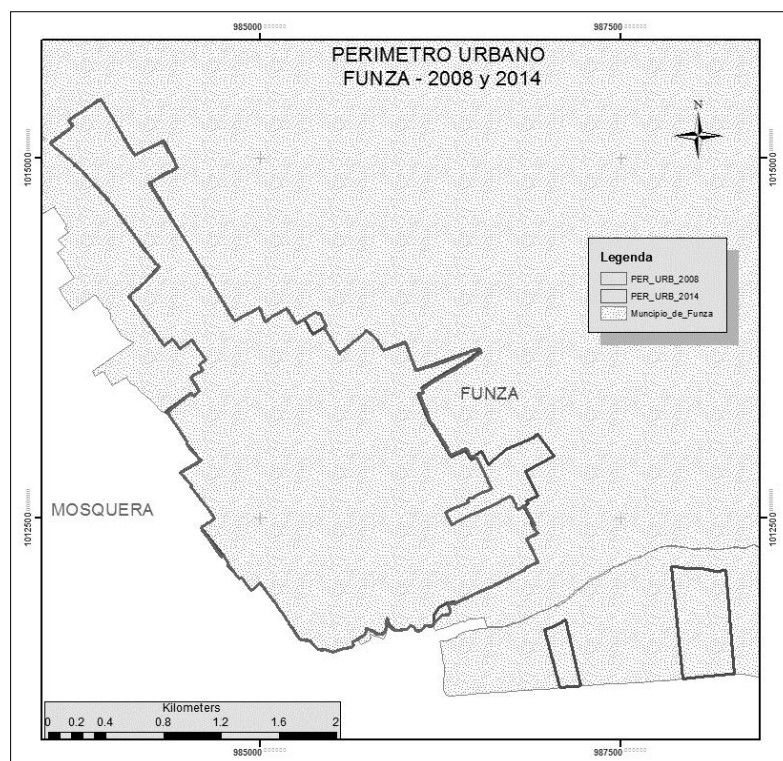 985000
987500
PERIMETRO URBANO
FUNZA - 2008 y 2014
N
1015000
1015000
Legenda
PER_URB_2008
PER_URB_2014
Muncipio_de_Funza
FUNZA
MOSQUERA
1012500
1012500
Kilometers
0 0.2 0.4 0.8 1.2 1.6 2
985000
987500